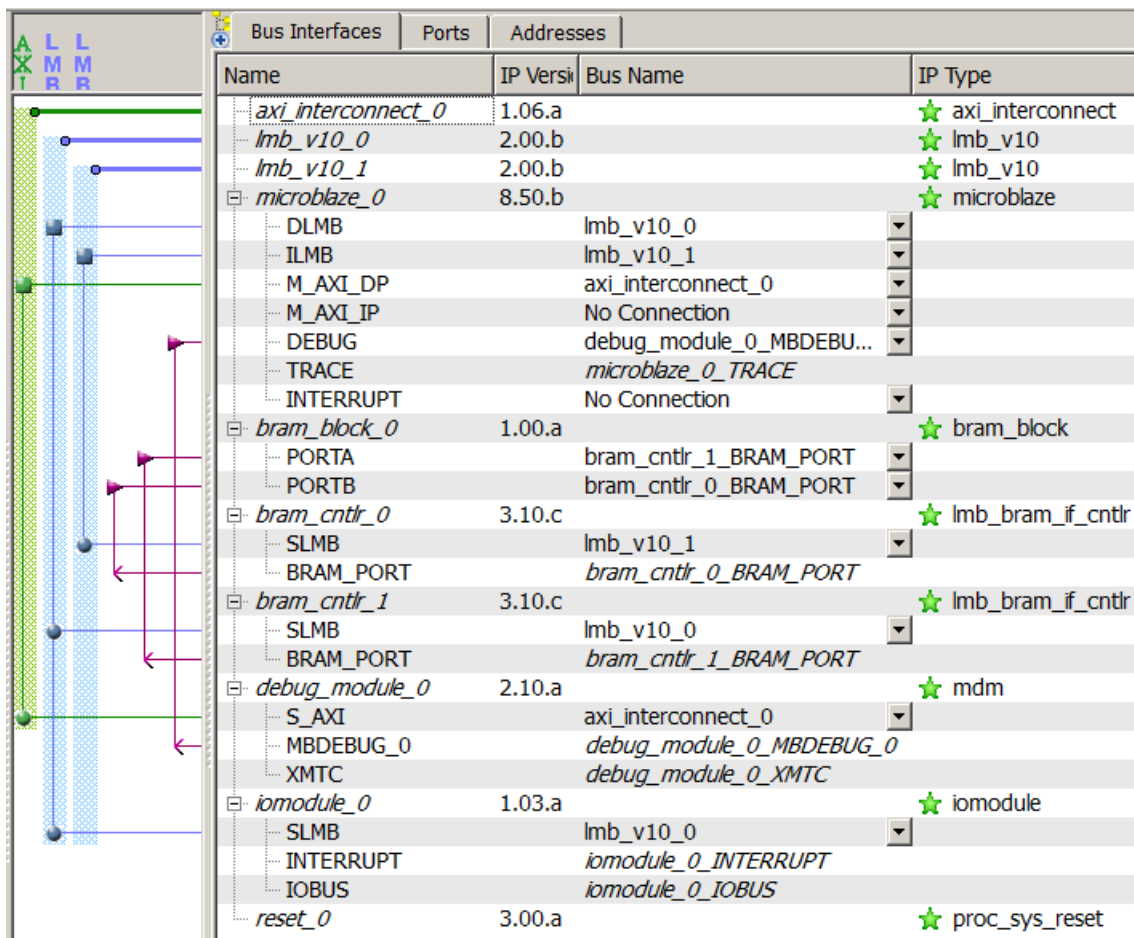 A L L
X M M
I B B
Bus Interfaces Ports Addresses
Name IP Versi Bus Name IP Type
axi_interconnect_0 1.06.a axi_interconnect
lmb_v10_0 2.00.b lmb_v10
lmb_v10_1 2.00.b lmb_v10
microblaze_0 8.50.b microblaze
DLMB lmb_v10_0
ILMB lmb_v10_1
M_AXI_DP axi_interconnect_0
M_AXI_IP No Connection
DEBUG debug_module_0_MBDEBU...
TRACE microblaze_0_TRACE
INTERRUPT No Connection
bram_block_0 1.00.a bram_block
PORTA bram_cntlr_1_BRAM_PORT
PORTB bram_cntlr_0_BRAM_PORT
bram_cntlr_0 3.10.c lmb_bram_if_cntlr
SLMB lmb_v10_1
BRAM_PORT bram_cntlr_0_BRAM_PORT
bram_cntlr_1 3.10.c lmb_bram_if_cntlr
SLMB lmb_v10_0
BRAM_PORT bram_cntlr_1_BRAM_PORT
debug_module_0 2.10.a mdm
S_AXI axi_interconnect_0
MBDEBUG_0 debug_module_0_MBDEBUG_0
XMTC debug_module_0_XMTC
iomodule_0 1.03.a iomodule
SLMB lmb_v10_0
INTERRUPT iomodule_0_INTERRUPT
IOBUS iomodule_0_IOBUS
reset_0 3.00.a proc_sys_reset